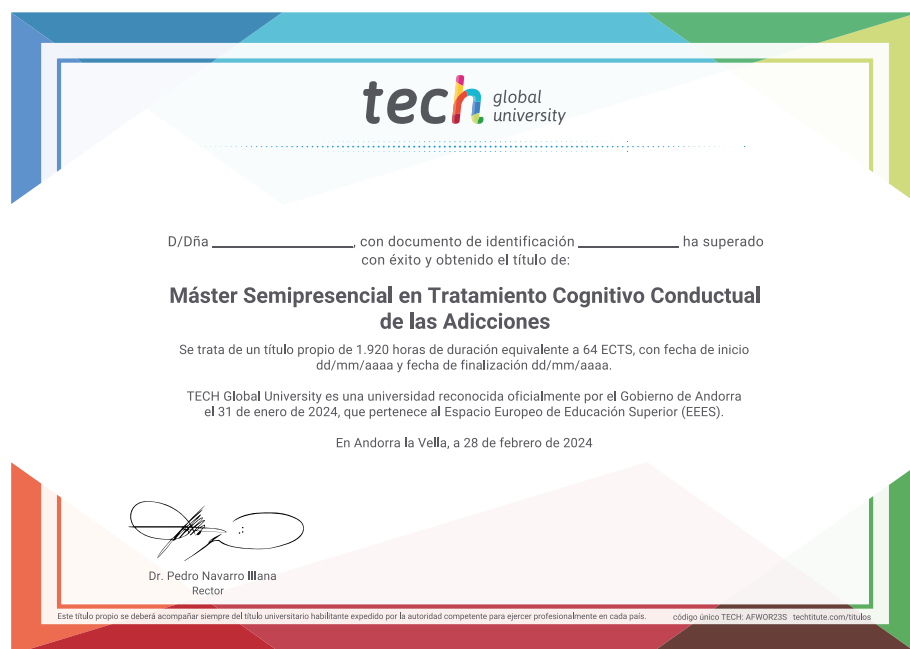 tech global university
D/Dña ____________________, con documento de identificación ______________ ha superado
con éxito y obtenido el título de:
Máster Semipresencial en Tratamiento Cognitivo Conductual
de las Adicciones
Se trata de un título propio de 1.920 horas de duración equivalente a 64 ECTS, con fecha de inicio
dd/mm/aaaa y fecha de finalización dd/mm/aaaa.
TECH Global University es una universidad reconocida oficialmente por el Gobierno de Andorra
el 31 de enero de 2024, que pertenece al Espacio Europeo de Educación Superior (EEES).
En Andorra la Vella, a 28 de febrero de 2024
Dr. Pedro Navarro Illana
Rector
Este título propio se deberá acompañar siempre del título universitario habilitante expedido por la autoridad competente para ejercer profesionalmente en cada país. código único TECH: AFWOR23S techtitute.com/titulos